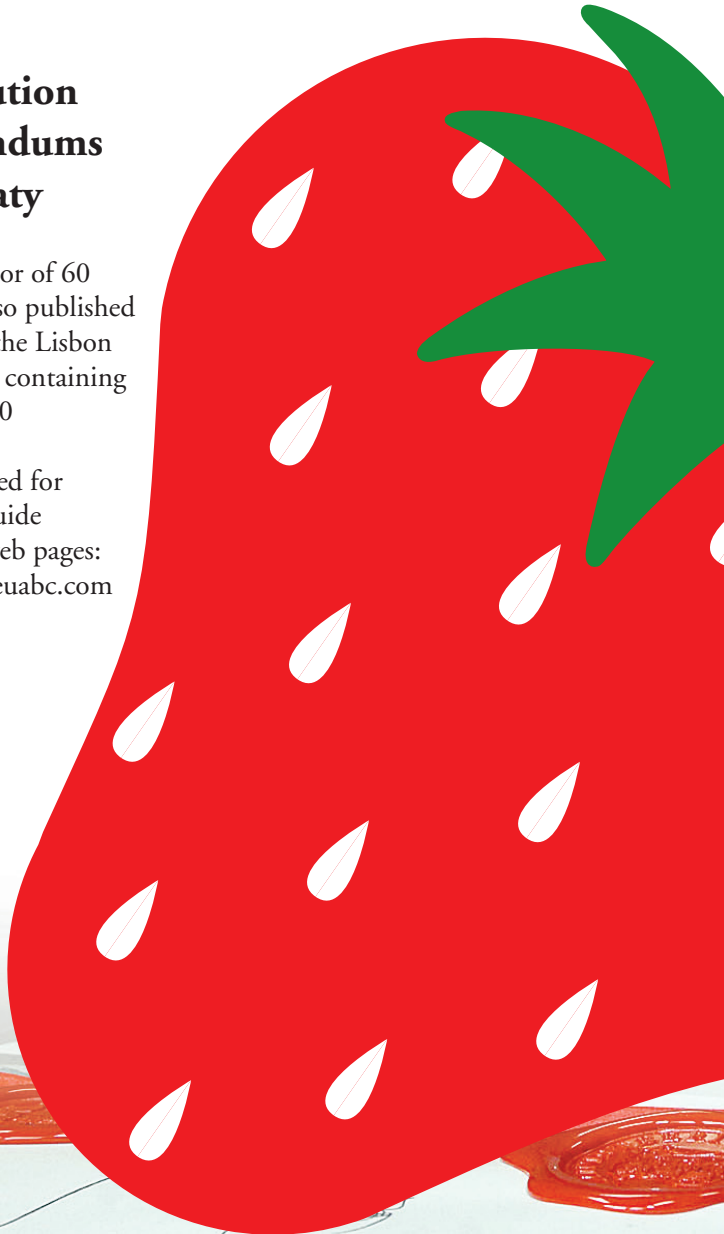 ution
ndums
aty
or of 60
so published
he Lisbon
containing
0
ed for
uide
eb pages:
euabc.com